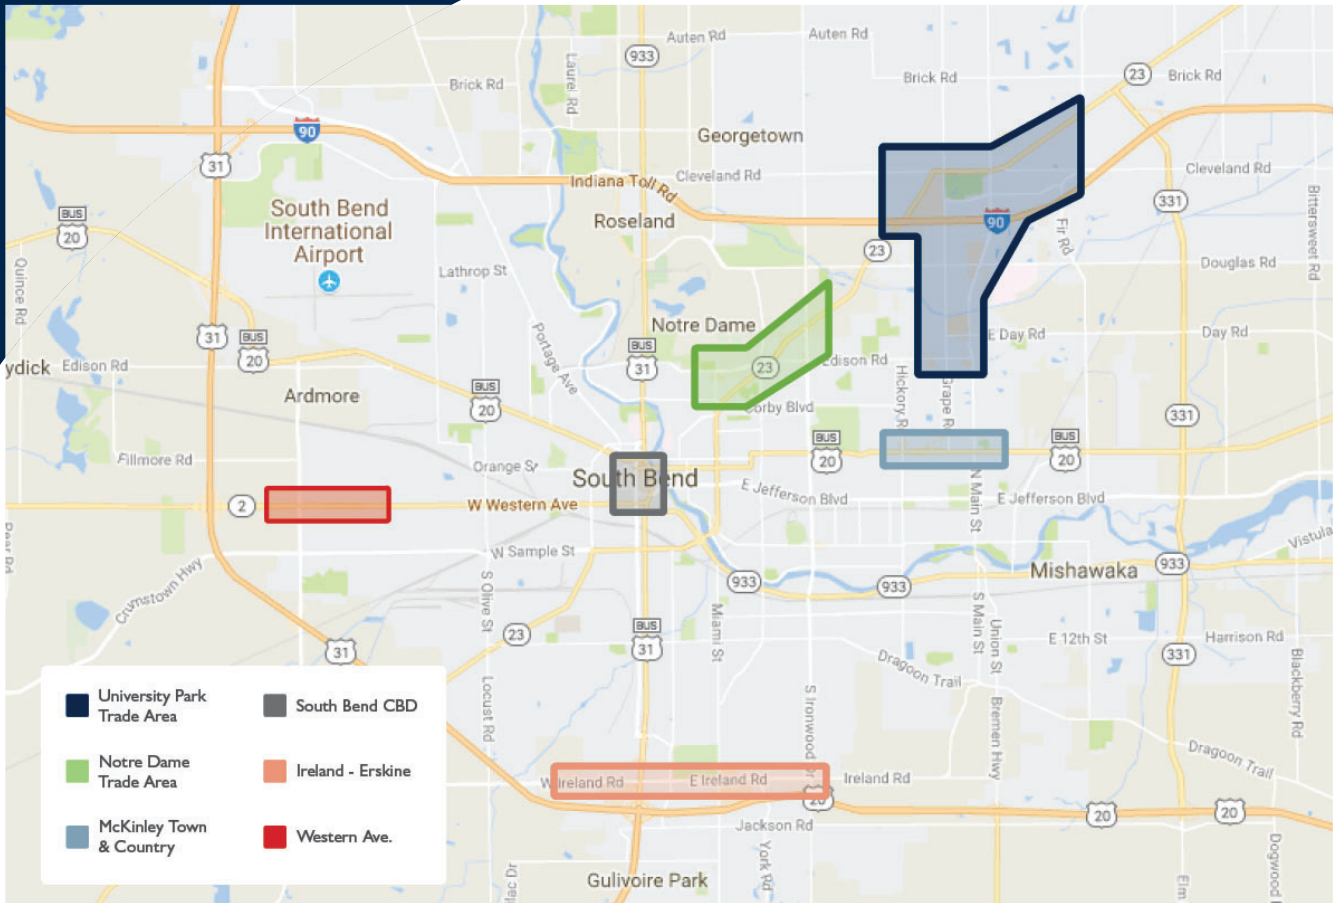 Auten Rd
Auten Rd
933
Laurel Rd
Brick Rd
Brick Rd
23
Brick Rd
90
Georgetown
31
Indiana Toll Rd
Cleveland Rd
Cleveland Rd
331
Bittersweet Rd
South Bend
International
Airport
Roseland
BUS
20
90
Fir Rd
23
Quince Rd
Lathrop St
Douglas Rd
Portage Ave
Notre Dame
31
BUS
20
BUS
31
E Day Rd
Day Rd
ydick
Edison Rd
23
Edison Rd
Hickory R
Grape R
Ardmore
BUS
20
Corby Blvd
331
BUS
20
BUS
20
Fillmore Rd
Orange St
South Bend
E Jefferson Blvd
N Main St
E Jefferson Blvd
2
W Western Ave
Pear Rd
W Sample St
Vistula
Crumstown Hwy
933
933
Mishawaka
933
S Olive St
Miami St
S Main St
Union St
23
BUS
31
E 12th St
Harrison Rd
31
331
Dragoon Trail
Blackberry Rd
Locust Rd
S Ironwood Dr
Bremen Hwy
Dragoon Trail
W Ireland Rd
E Ireland Rd
Ireland Rd
20
20
20
Jackson Rd
York Rd
Dogwood
Gulivoire Park
ilac Dr
Elm
University Park
Trade Area
South Bend CBD
Notre Dame
Trade Area
Ireland - Erskine
McKinley Town
& Country
Western Ave.